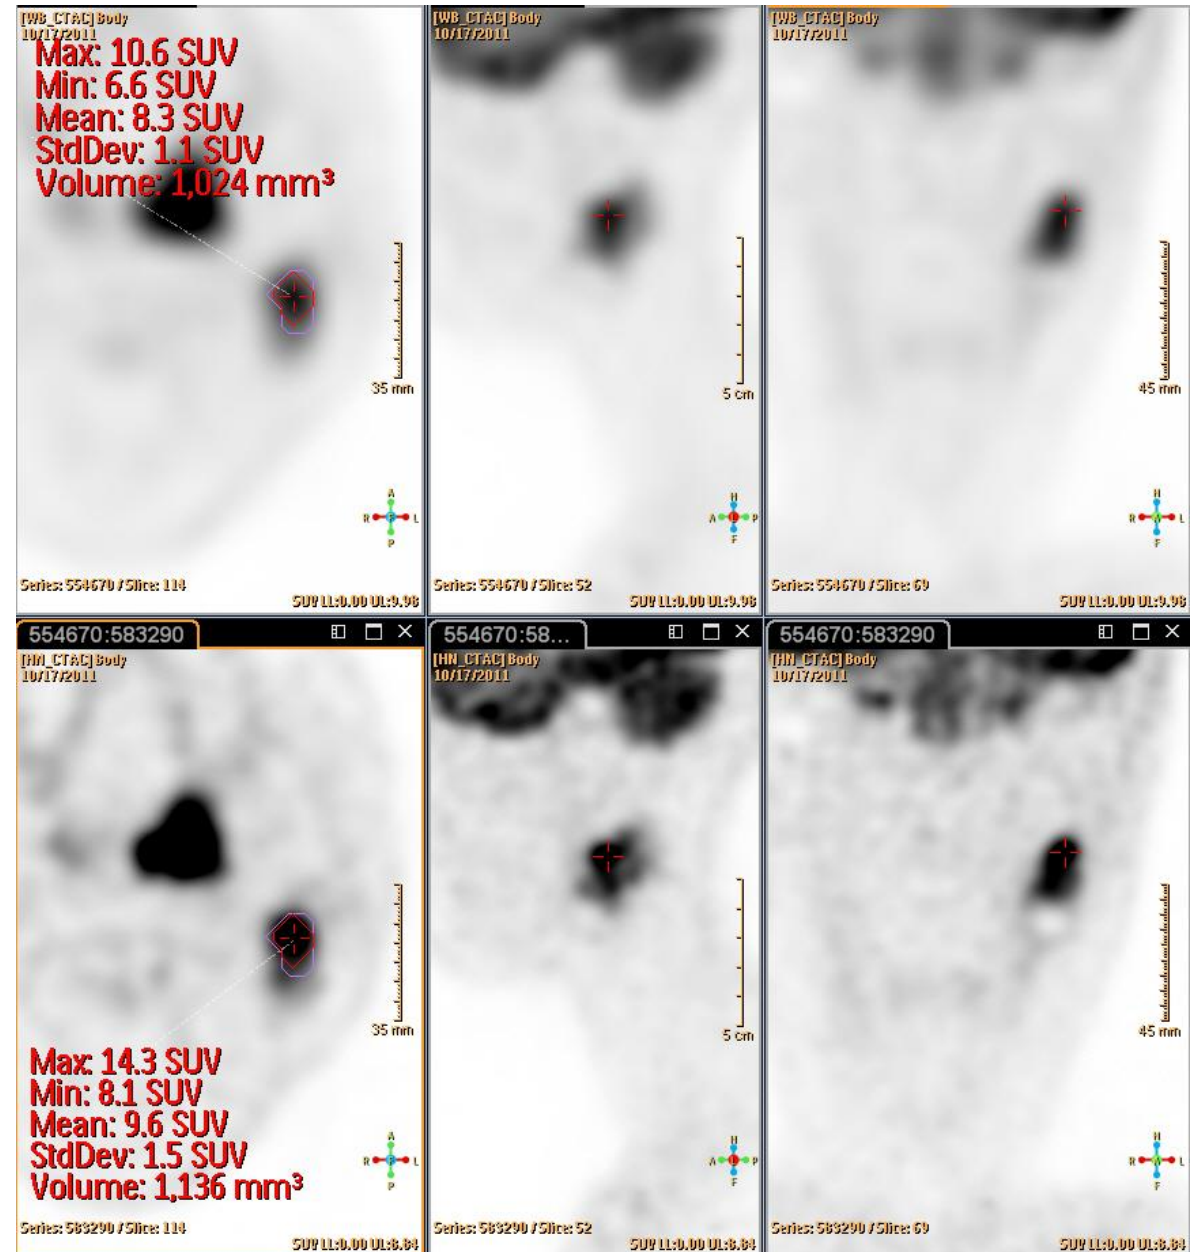 [WB_CTAC] Body
10/17/2011
Max: 10.6 SUV
Min: 6.6 SUV
Mean: 8.3 SUV
StdDev: 1.1 SUV
Volume: 1,024 mm³
35 mm
A
R L
P
Series: 554670 / Slice: 114
SUV LL:0.00 UL:9.98
[WB_CTAC] Body
10/17/2011
5 cm
H
A P
F
Series: 554670 / Slice: 52
SUV LL:0.00 UL:9.98
[WB_CTAC] Body
10/17/2011
45 mm
H
R L
F
Series: 554670 / Slice: 69
SUV LL:0.00 UL:9.98
554670:583290
[HN_CTAC] Body
10/17/2011
35 mm
Max: 14.3 SUV
Min: 8.1 SUV
Mean: 9.6 SUV
StdDev: 1.5 SUV
Volume: 1,136 mm³
A
R L
P
Series: 583290 / Slice: 114
SUV LL:0.00 UL:8.84
554670:58...
[HN_CTAC] Body
10/17/2011
5 cm
H
A P
F
Series: 583290 / Slice: 52
SUV LL:0.00 UL:8.84
554670:583290
[HN_CTAC] Body
10/17/2011
45 mm
H
R L
F
Series: 583290 / Slice: 69
SUV LL:0.00 UL:8.84